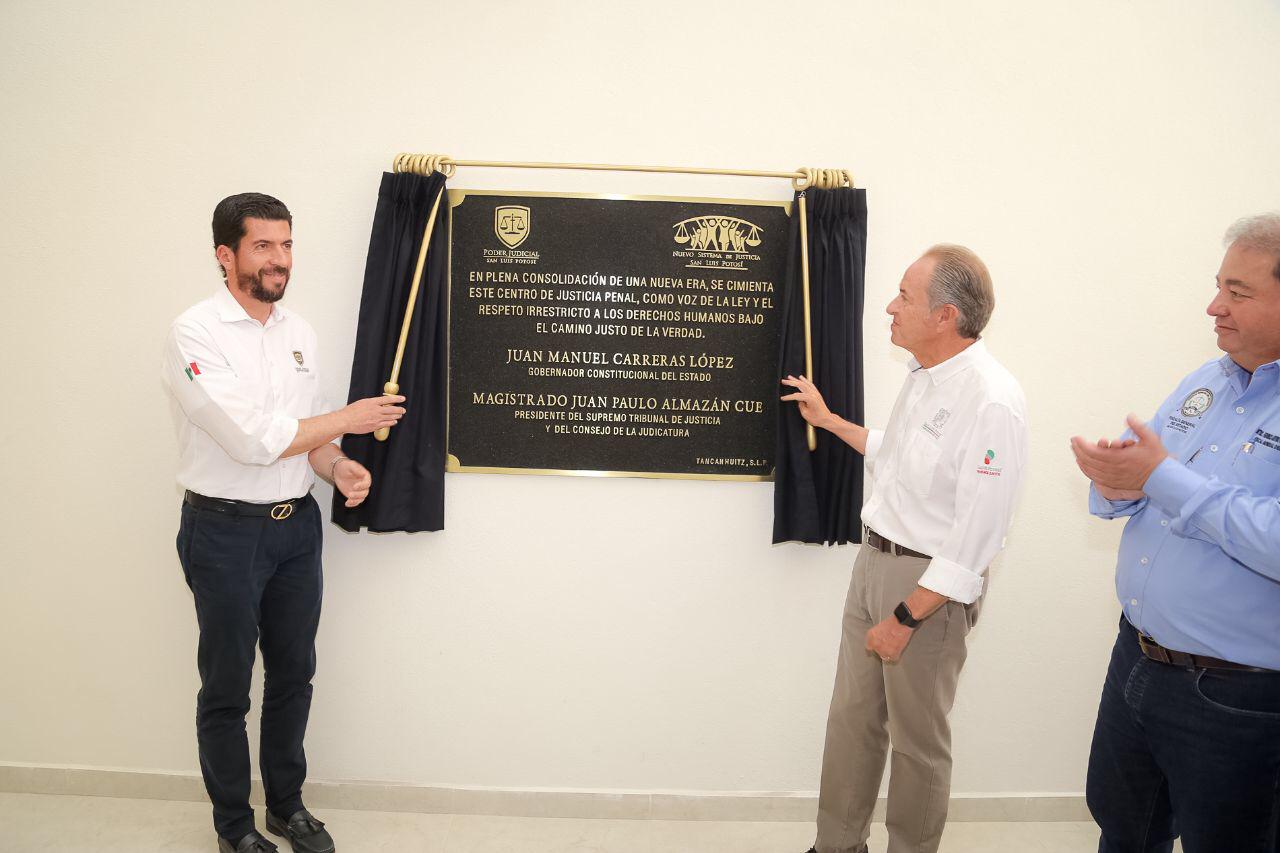 PODER JUDICIAL
SAN LUIS POTOSÍ
NUEVO SISTEMA DE JUSTICIA
SAN LUIS POTOSÍ
EN PLENA CONSOLIDACIÓN DE UNA NUEVA ERA, SE CIMIENTA
ESTE CENTRO DE JUSTICIA PENAL, COMO VOZ DE LA LEY Y EL
RESPETO IRRESTRICTO A LOS DERECHOS HUMANOS BAJO
EL CAMINO JUSTO DE LA VERDAD.
JUAN MANUEL CARRERAS LÓPEZ
GOBERNADOR CONSTITUCIONAL DEL ESTADO
MAGISTRADO JUAN PAULO ALMAZÁN CUE
PRESIDENTE DEL SUPREMO TRIBUNAL DE JUSTICIA
Y DEL CONSEJO DE LA JUDICATURA
TANCANHUITZ, S.L.P.